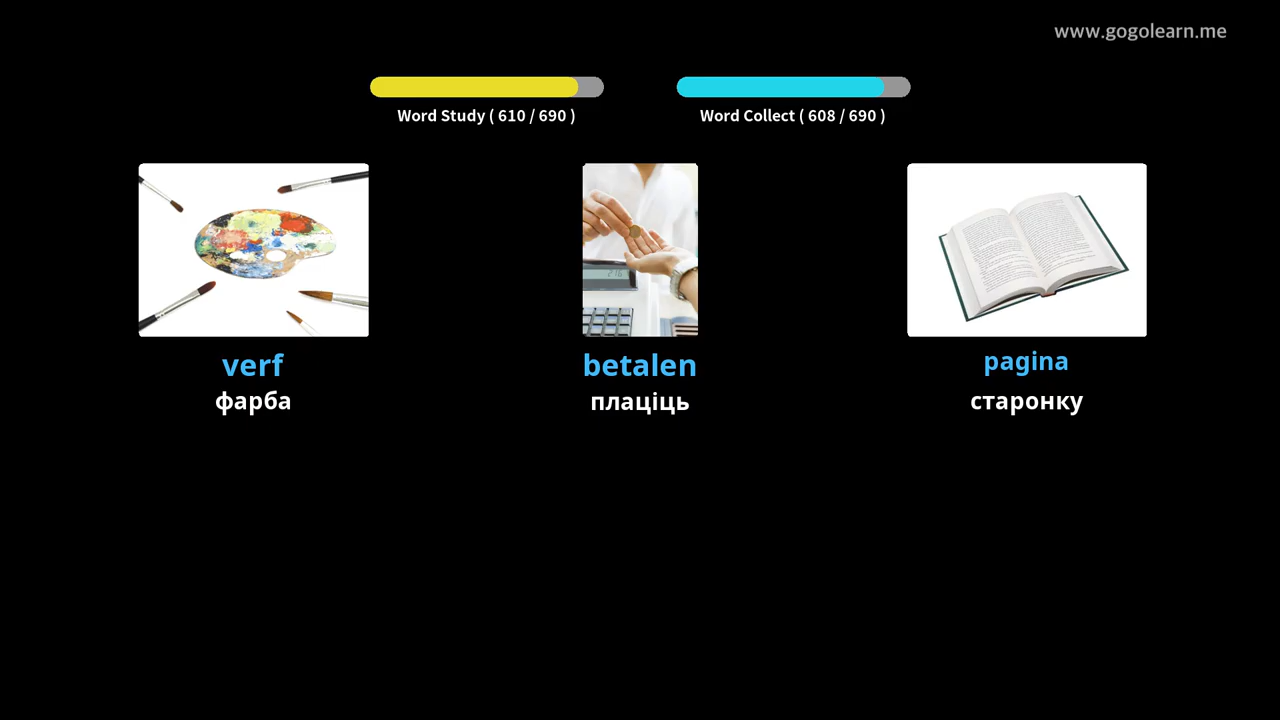 www.gogolearn.me
Word Study ( 610 / 690 )
Word Collect ( 608 / 690 )
verf
betalen
pagina
фарба
плаціць
старонку